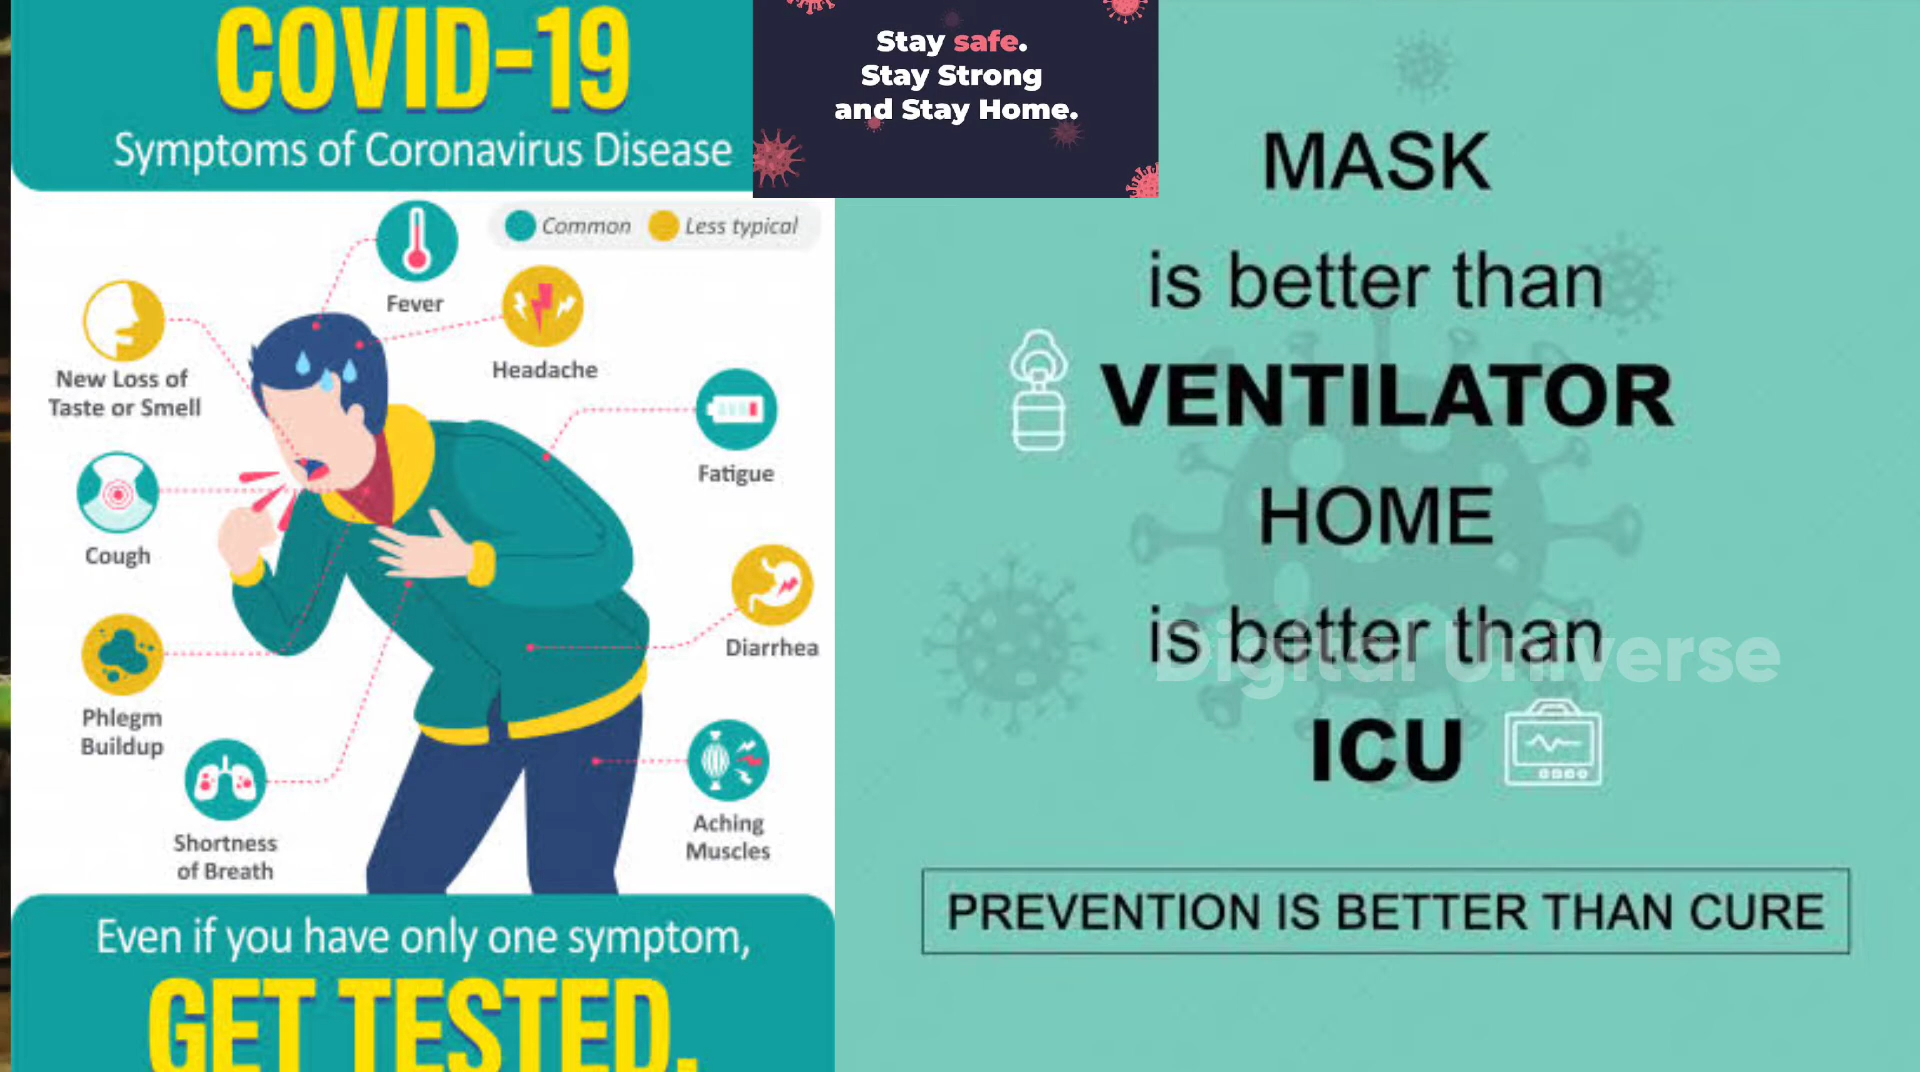 COVID-19
Symptoms of Coronavirus Disease
Common
Less typical
Fever
Headache
New Loss of
Taste or Smell
Fatigue
Cough
Diarrhea
Phlegm
Buildup
Shortness
of Breath
Aching
Muscles
Even if you have only one symptom,
GET TESTED.
Stay safe.
Stay Strong
and Stay Home.
MASK
is better than
VENTILATOR
HOME
is better than
Digital Universe
ICU
PREVENTION IS BETTER THAN CURE